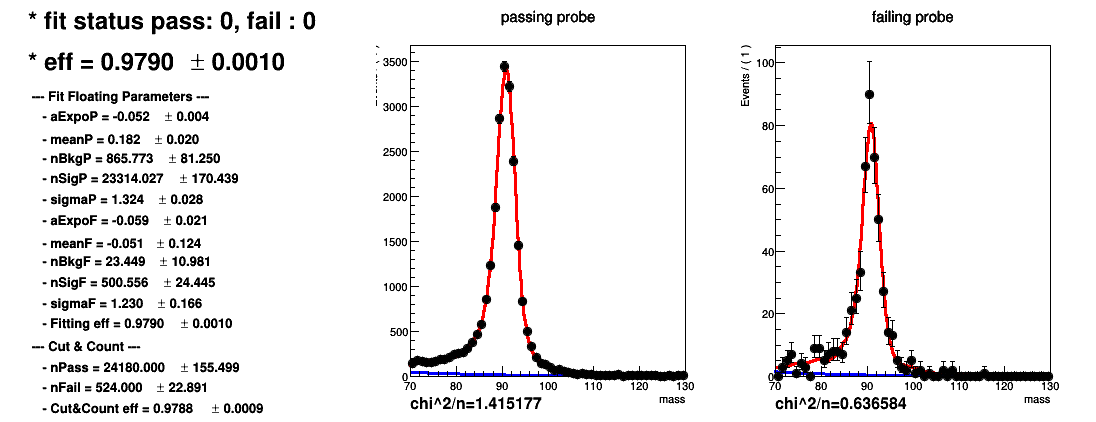 * fit status pass: 0, fail : 0
* eff = 0.9790 ± 0.0010
--- Fit Floating Parameters ---
- aExpoP = -0.052 ± 0.004
- meanP = 0.182 ± 0.020
- nBkgP = 865.773 ± 81.250
- nSigP = 23314.027 ± 170.439
- sigmaP = 1.324 ± 0.028
- aExpoF = -0.059 ± 0.021
- meanF = -0.051 ± 0.124
- nBkgF = 23.449 ± 10.981
- nSigF = 500.556 ± 24.445
- sigmaF = 1.230 ± 0.166
- Fitting eff = 0.9790 ± 0.0010
--- Cut & Count ---
- nPass = 24180.000 ± 155.499
- nFail = 524.000 ± 22.891
- Cut&Count eff = 0.9788 ± 0.0009
passing probe
3500
3000
2500
2000
1500
1000
500
0
70 80 90 100 110 120 130
mass
chi^2/n=1.415177
failing probe
Events / ( 1 )
100
80
60
40
20
0
70 80 90 100 110 120 130
mass
chi^2/n=0.636584